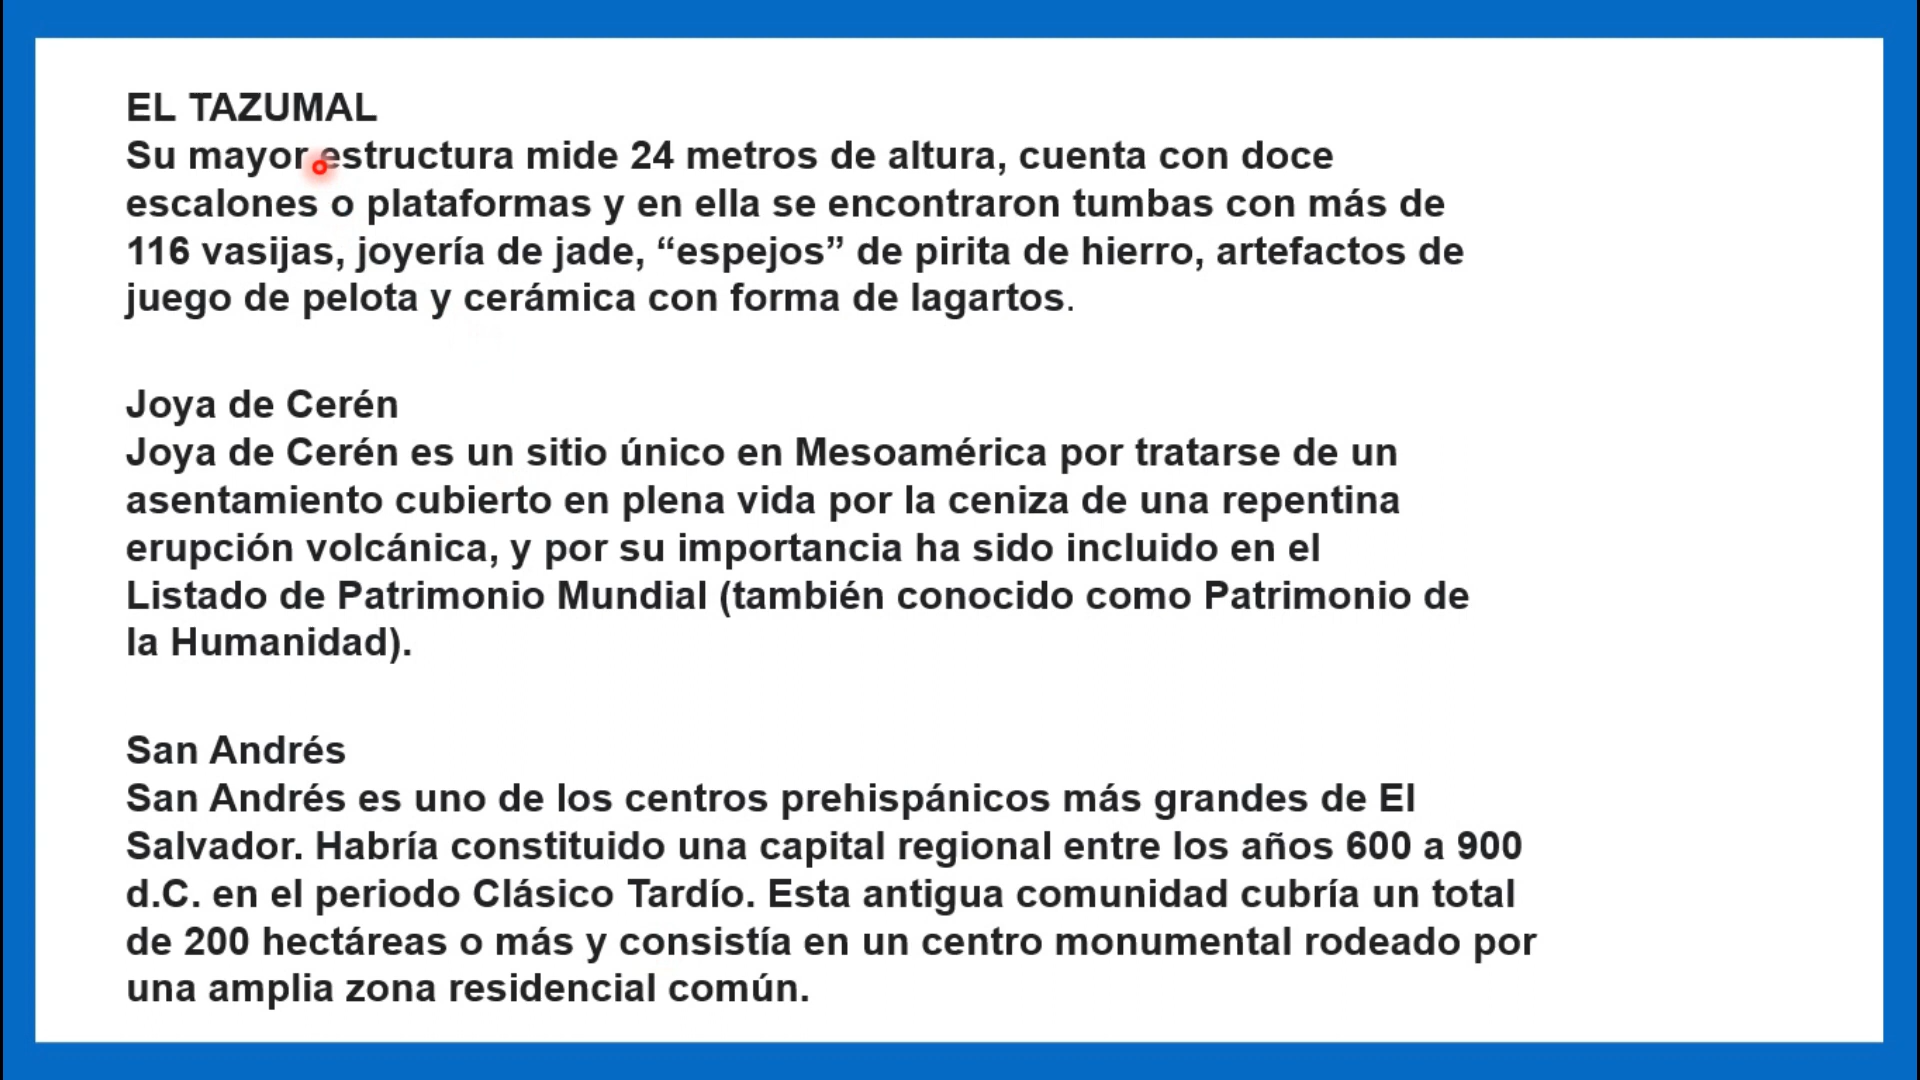 EL TAZUMAL
Su mayor estructura mide 24 metros de altura, cuenta con doce
escalones o plataformas y en ella se encontraron tumbas con más de
116 vasijas, joyería de jade, “espejos” de pirita de hierro, artefactos de
juego de pelota y cerámica con forma de lagartos.
Joya de Cerén
Joya de Cerén es un sitio único en Mesoamérica por tratarse de un
asentamiento cubierto en plena vida por la ceniza de una repentina
erupción volcánica, y por su importancia ha sido incluido en el
Listado de Patrimonio Mundial (también conocido como Patrimonio de
la Humanidad).
San Andrés
San Andrés es uno de los centros prehispánicos más grandes de El
Salvador. Habría constituido una capital regional entre los años 600 a 900
d.C. en el periodo Clásico Tardío. Esta antigua comunidad cubría un total
de 200 hectáreas o más y consistía en un centro monumental rodeado por
una amplia zona residencial común.